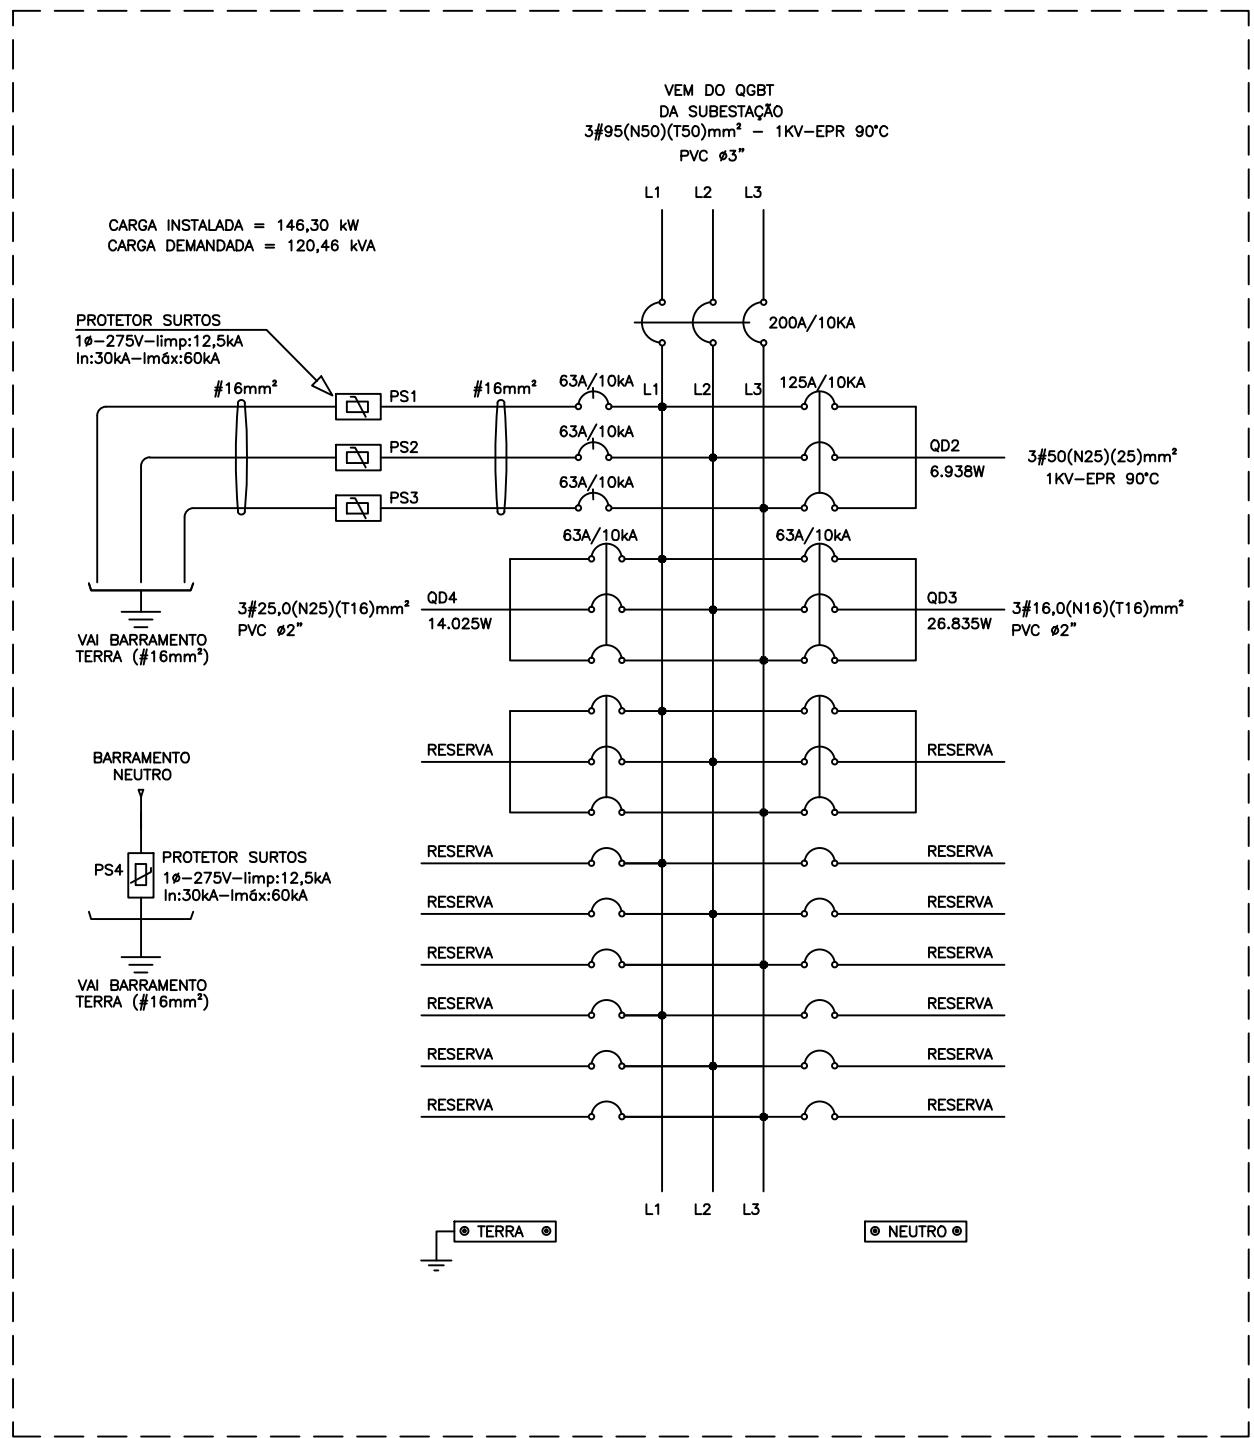 VEM DO QGBT
DA SUBESTAÇÃO
3#95(N50)(T50)mm² – 1KV–EPR 90°C
PVC ø3"
L1 L2 L3
CARGA INSTALADA = 146,30 kW
CARGA DEMANDADA = 120,46 kVA
200A/10KA
PROTETOR SURTOS
1ø–275V–Iimp:12,5kA
In:30kA–Imáx:60kA
#16mm²
#16mm²
PS1
PS2
PS3
63A/10kA
63A/10kA
63A/10kA
L1 L2 L3
125A/10KA
QD2
6.938W
3#50(N25)(25)mm²
1KV–EPR 90°C
63A/10kA
63A/10kA
3#25,0(N25)(T16)mm²
PVC ø2"
QD4
14.025W
QD3
26.835W
3#16,0(N16)(T16)mm²
PVC ø2"
VAI BARRAMENTO
TERRA (#16mm²)
RESERVA RESERVA
BARRAMENTO
NEUTRO
PS4
PROTETOR SURTOS
1ø–275V–Iimp:12,5kA
In:30kA–Imáx:60kA
VAI BARRAMENTO
TERRA (#16mm²)
RESERVA RESERVA
RESERVA RESERVA
RESERVA RESERVA
RESERVA RESERVA
RESERVA RESERVA
RESERVA RESERVA
L1 L2 L3
TERRA
NEUTRO